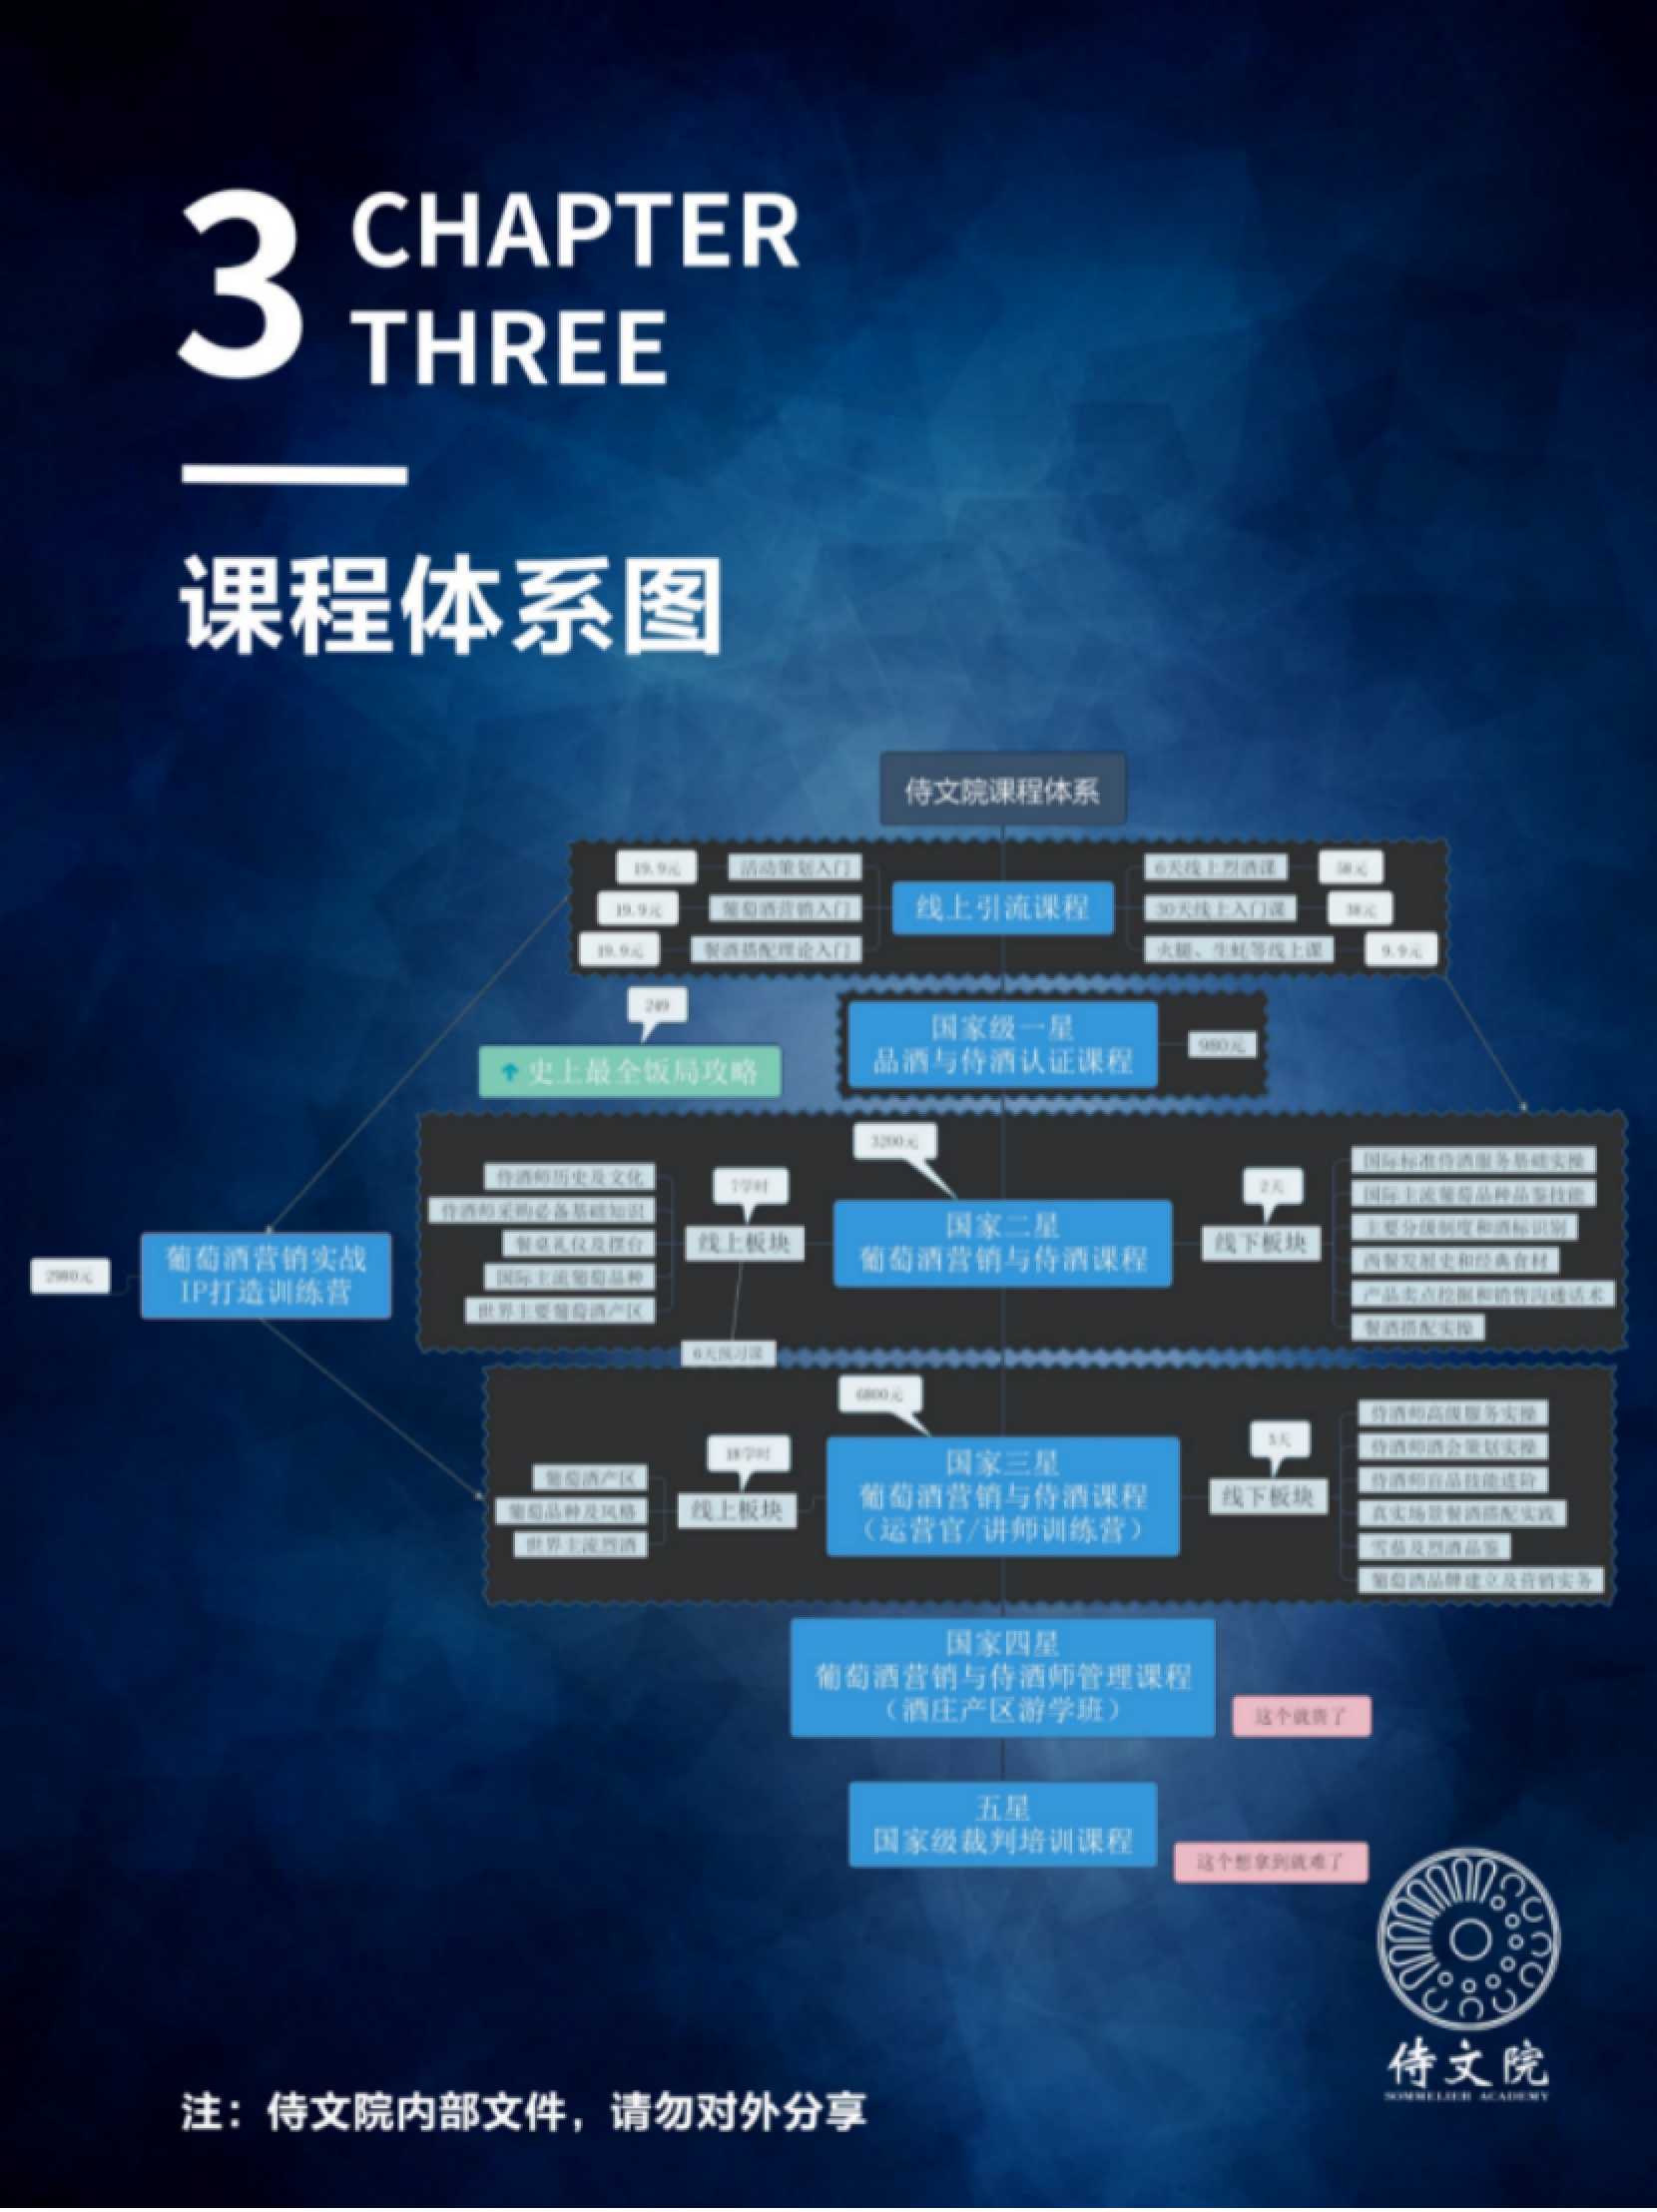 3
CHAPTER
THREE
课程体系图
侍文院课程体系
19.9元
活动策划入门
19.9元
葡萄酒营销入门
19.9元
餐酒搭配理论入门
线上引流课程
6天线上烈酒课
58元
30天线上入门课
38元
火腿、生蚝等线上课
9.9元
249
史上最全饭局攻略
国家级一星
品酒与侍酒认证课程
980元
2980元
葡萄酒营销实战
IP打造训练营
3200元
国家二星
葡萄酒营销与侍酒课程
7学时
线上板块
侍酒师历史及文化
侍酒师采购必备基础知识
餐桌礼仪及摆台
国际主流葡萄品种
世界主要葡萄酒产区
6天预习课
2天
线下板块
国际标准侍酒服务基础实操
国际主流葡萄品种品鉴技能
主要分级制度和酒标识别
西餐发展史和经典食材
产品卖点挖掘和销售沟通话术
餐酒搭配实操
6800元
国家三星
葡萄酒营销与侍酒课程
（运营官/讲师训练营）
18学时
线上板块
葡萄酒产区
葡萄品种及风格
世界主流烈酒
线下板块
侍酒师高级服务实操
侍酒师酒会策划实操
侍酒师盲品技能进阶
真实场景餐酒搭配实践
雪茄及烈酒品鉴
葡萄酒品牌建立及营销实务
国家四星
葡萄酒营销与侍酒师管理课程
（酒庄产区游学班）
这个就贵了
五星
国家级裁判培训课程
这个想拿到就难了
侍文院
SOMMELIER ACADEMY
注：侍文院内部文件，请勿对外分享